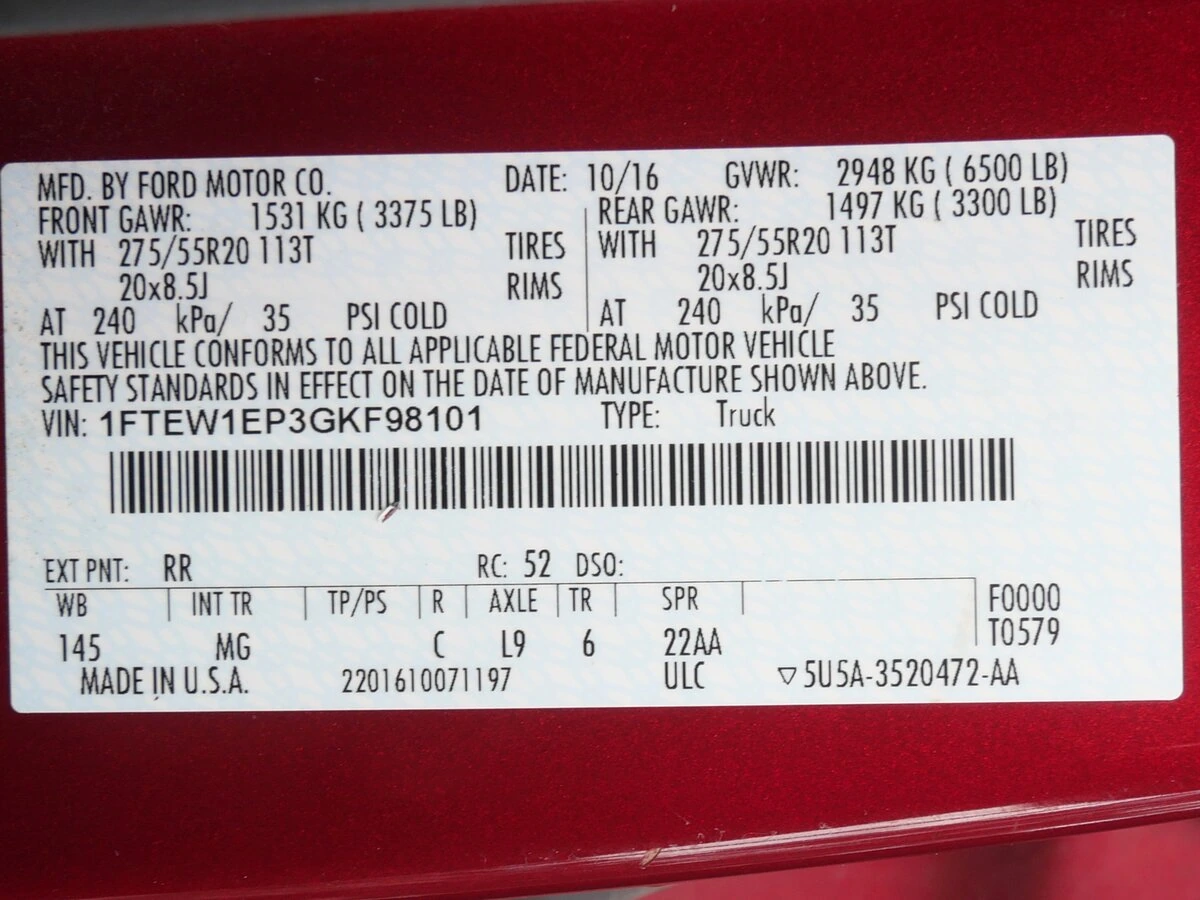 MFD. BY FORD MOTOR CO. DATE: 10/16 GVWR: 2948 KG ( 6500 LB)
FRONT GAWR: 1531 KG ( 3375 LB) REAR GAWR: 1497 KG ( 3300 LB)
WITH 275/55R20 113T TIRES WITH 275/55R20 113T TIRES
20x8.5J RIMS 20x8.5J RIMS
AT 240 kPa/ 35 PSI COLD AT 240 kPa/ 35 PSI COLD
THIS VEHICLE CONFORMS TO ALL APPLICABLE FEDERAL MOTOR VEHICLE
SAFETY STANDARDS IN EFFECT ON THE DATE OF MANUFACTURE SHOWN ABOVE.
VIN: 1FTEW1EP3GKF98101 TYPE: Truck
EXT PNT: RR RC: 52 DSO:
WB INT TR TP/PS R AXLE TR SPR F0000
145 MG C L9 6 22AA T0579
MADE IN U.S.A. 2201610071197 ULC ▽5U5A-3520472-AA